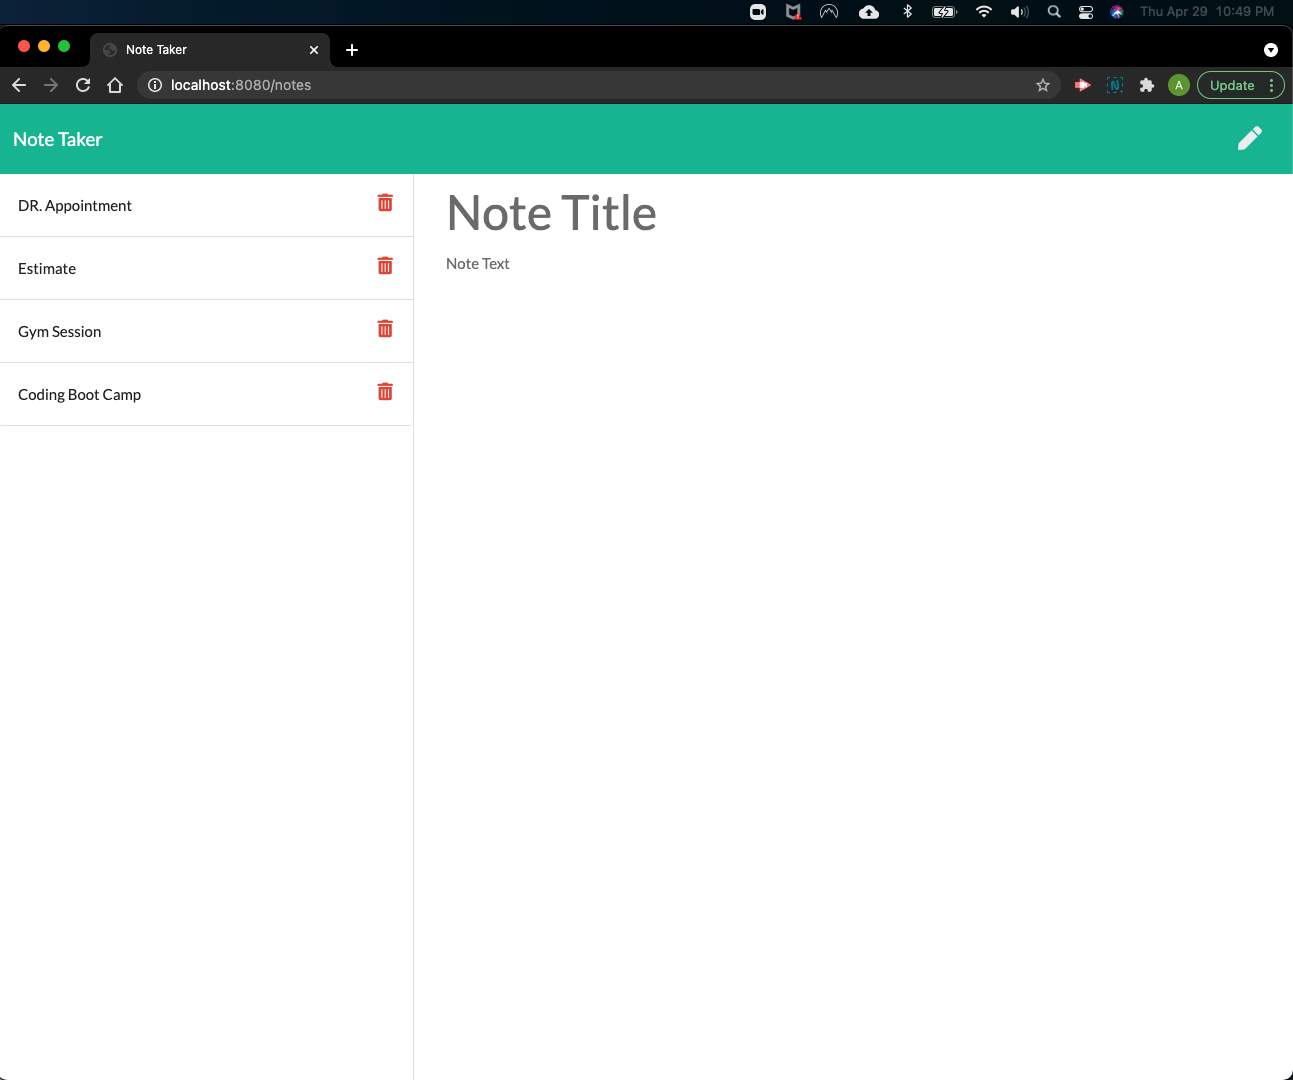 Thu Apr 29 10:49 PM
Note Taker
localhost:8080/notes
A
Update
Note Taker
DR. Appointment
Estimate
Gym Session
Coding Boot Camp
Note Title
Note Text